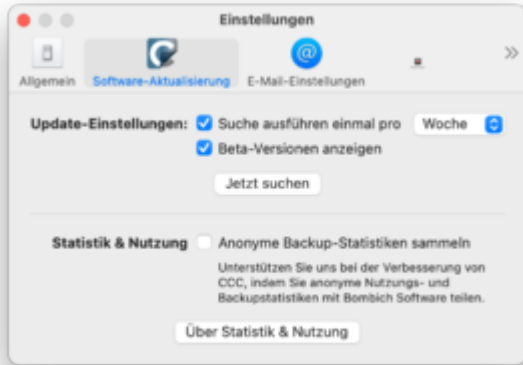 Einstellungen
Allgemein Software-Aktualisierung E-Mail-Einstellungen
Update-Einstellungen: Suche ausführen einmal pro Woche
Beta-Versionen anzeigen
Jetzt suchen
Statistik & Nutzung Anonyme Backup-Statistiken sammeln
Unterstützen Sie uns bei der Verbesserung von
CCC, indem Sie anonyme Nutzungs- und
Backupstatistiken mit Bombich Software teilen.
Über Statistik & Nutzung